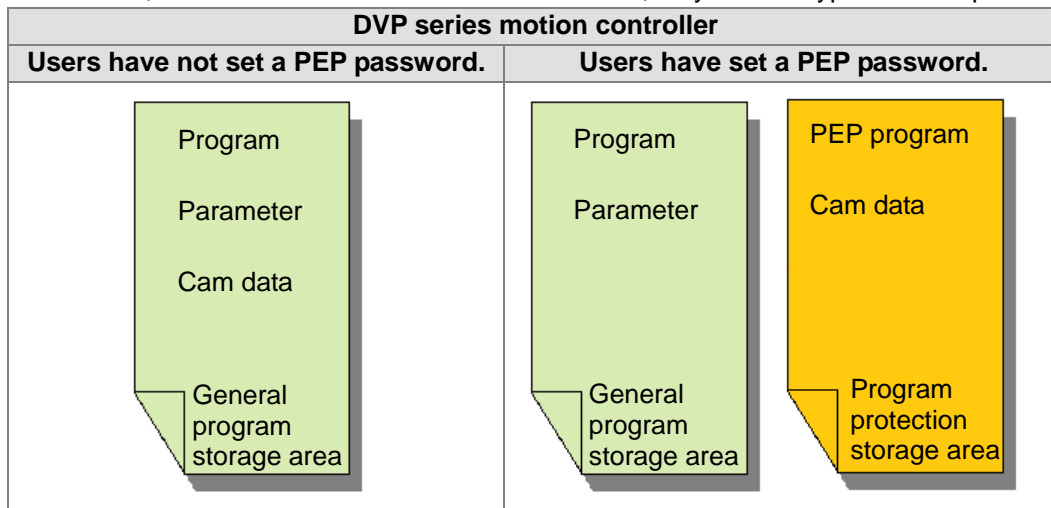 DVP series motion controller
Users have not set a PEP password.
Users have set a PEP password.
Program
Parameter
Cam data
General
program
storage area
Program
Parameter
General
program
storage area
PEP program
Cam data
Program
protection
storage area